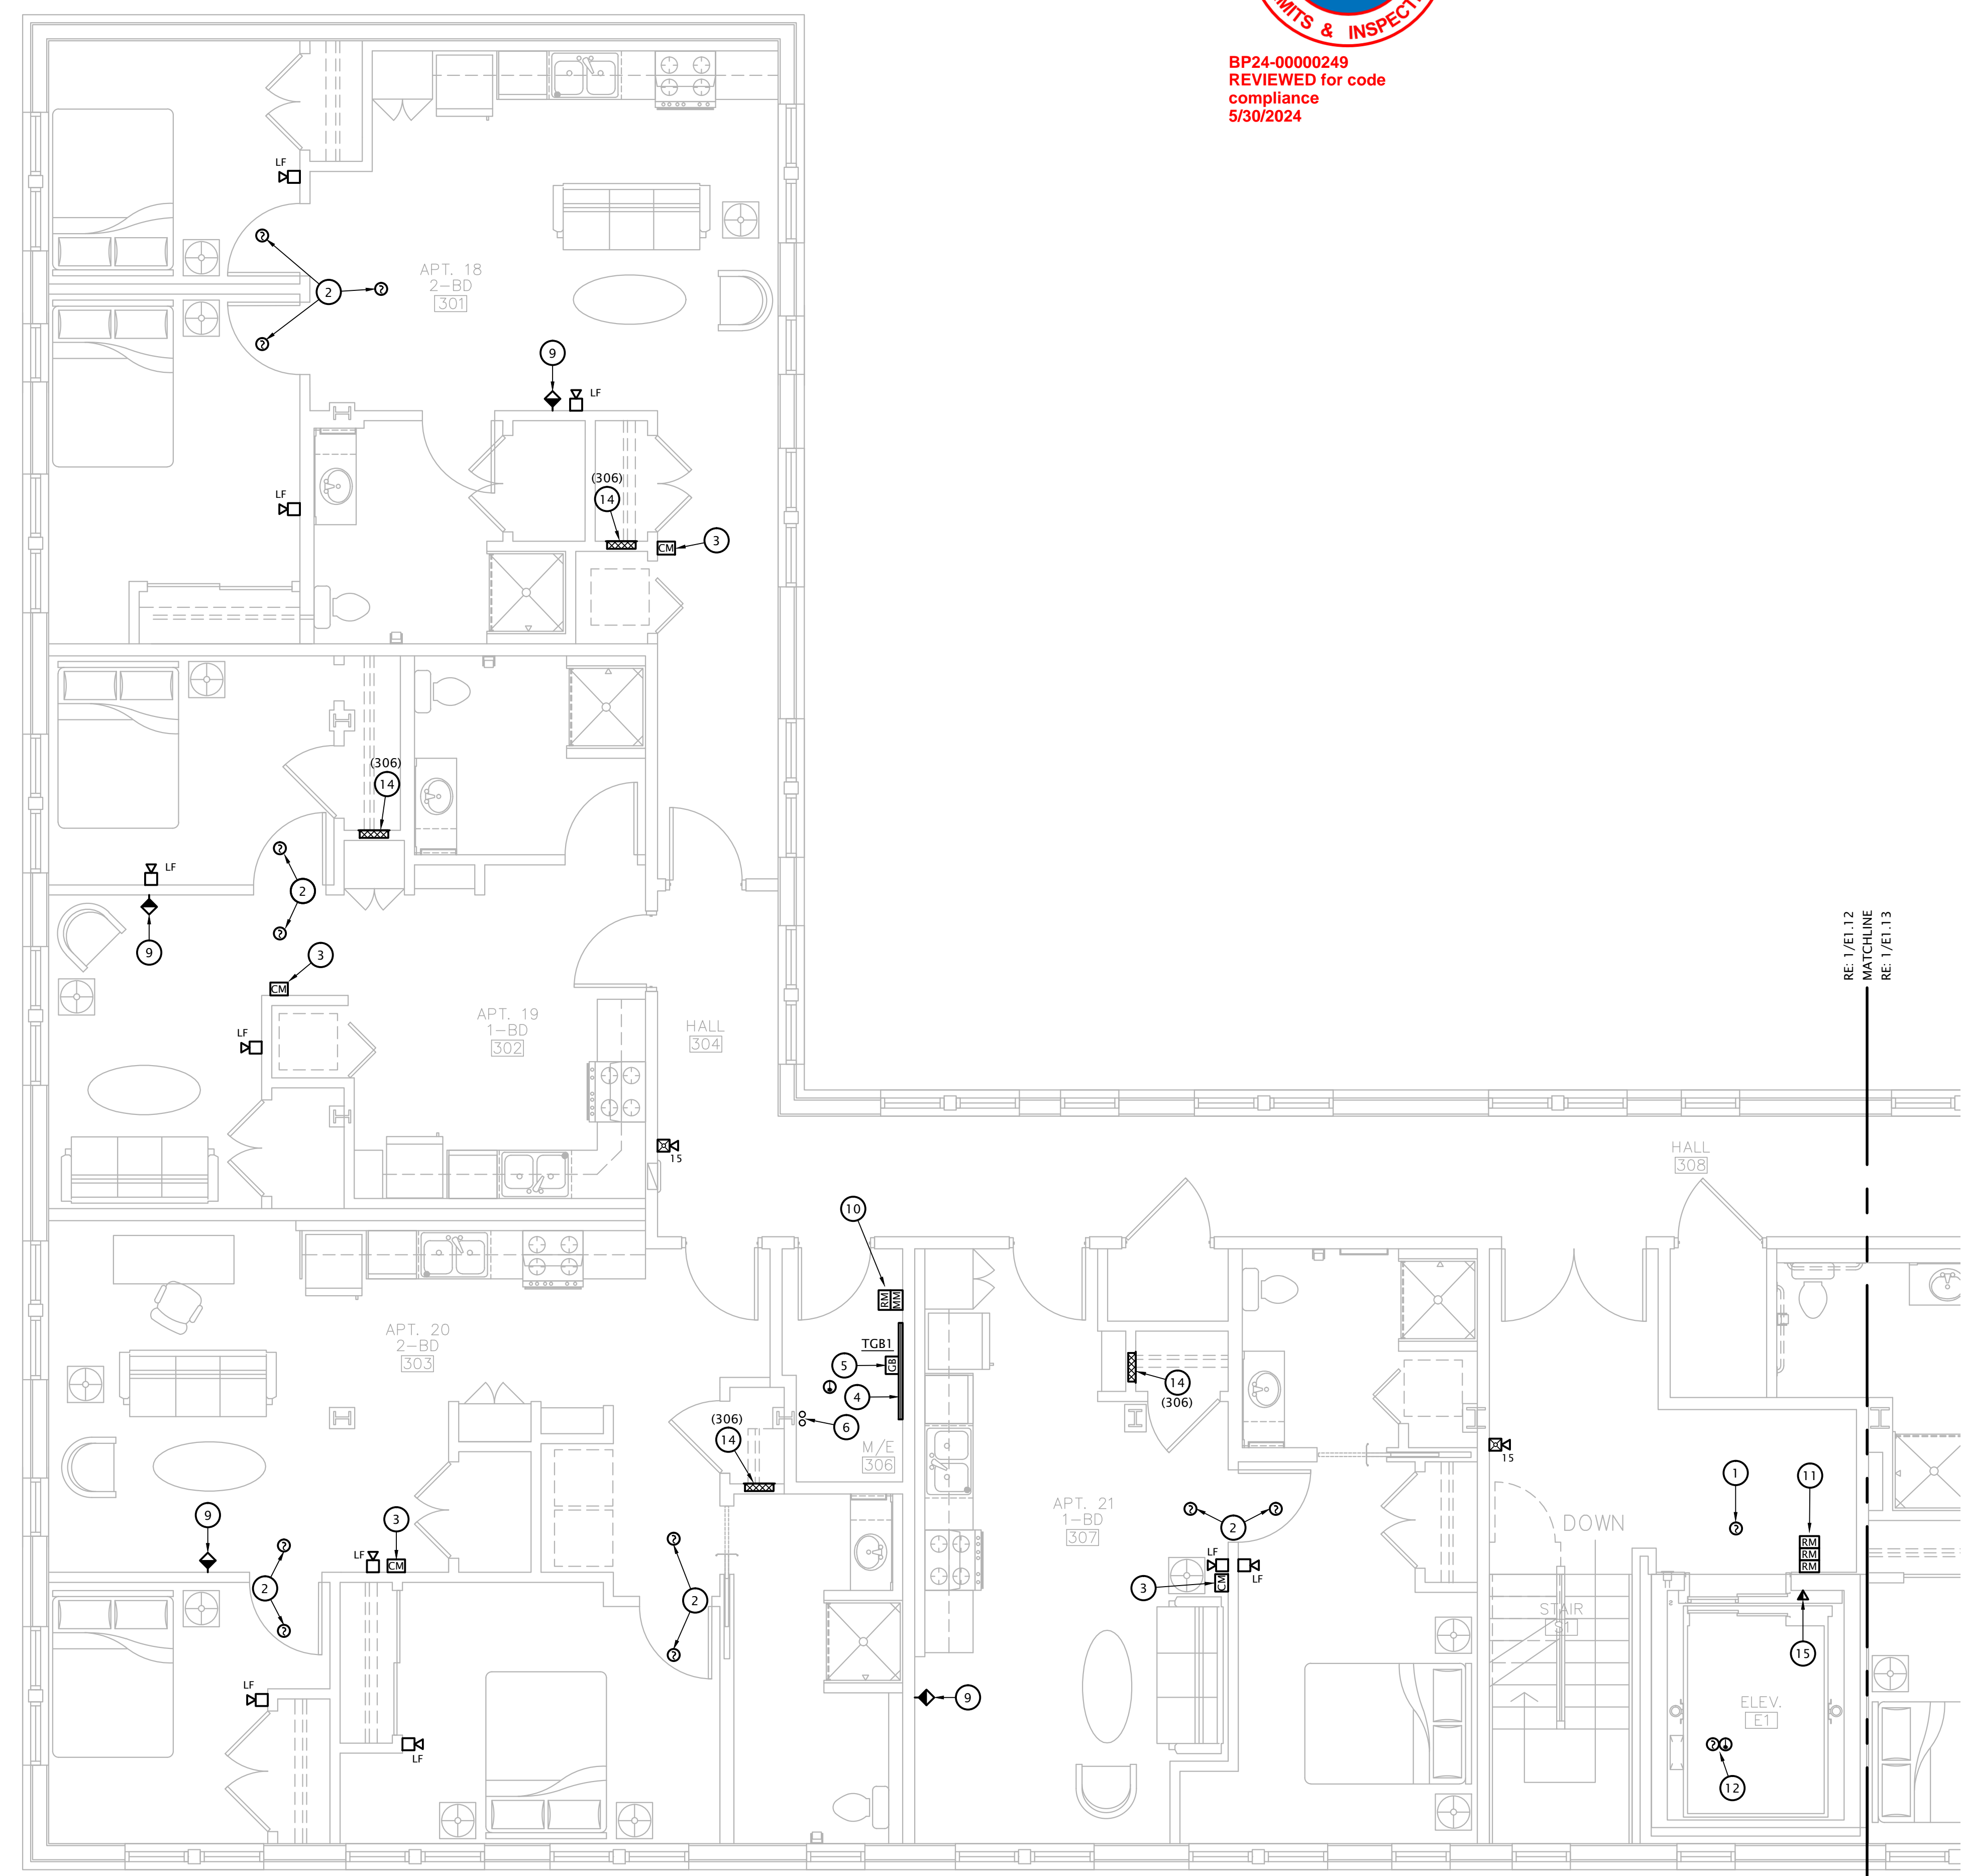 MITS & INSPECT
BP24-00000249
REVIEWED for code
compliance
5/30/2024
LF
2
APT. 18
2-BD
301
9
LF
LF
(306)
14
CM
3
(306)
14
LF
2
9
3
CM
LF
APT. 19
1-BD
302
HALL
304
RE: 1/E1.12
MATCHLINE
RE: 1/E1.13
15
HALL
308
10
RM
MM
APT. 20
2-BD
303
TGB1
5
GB
4
6
M/E
306
(306)
14
14
(306)
15
1
11
RM
RM
RM
9
3
LF
CM
2
2
APT. 21
1-BD
307
2
LF
LF
3
CM
DOWN
STAIR
S1
15
LF
LF
9
ELEV.
E1
12